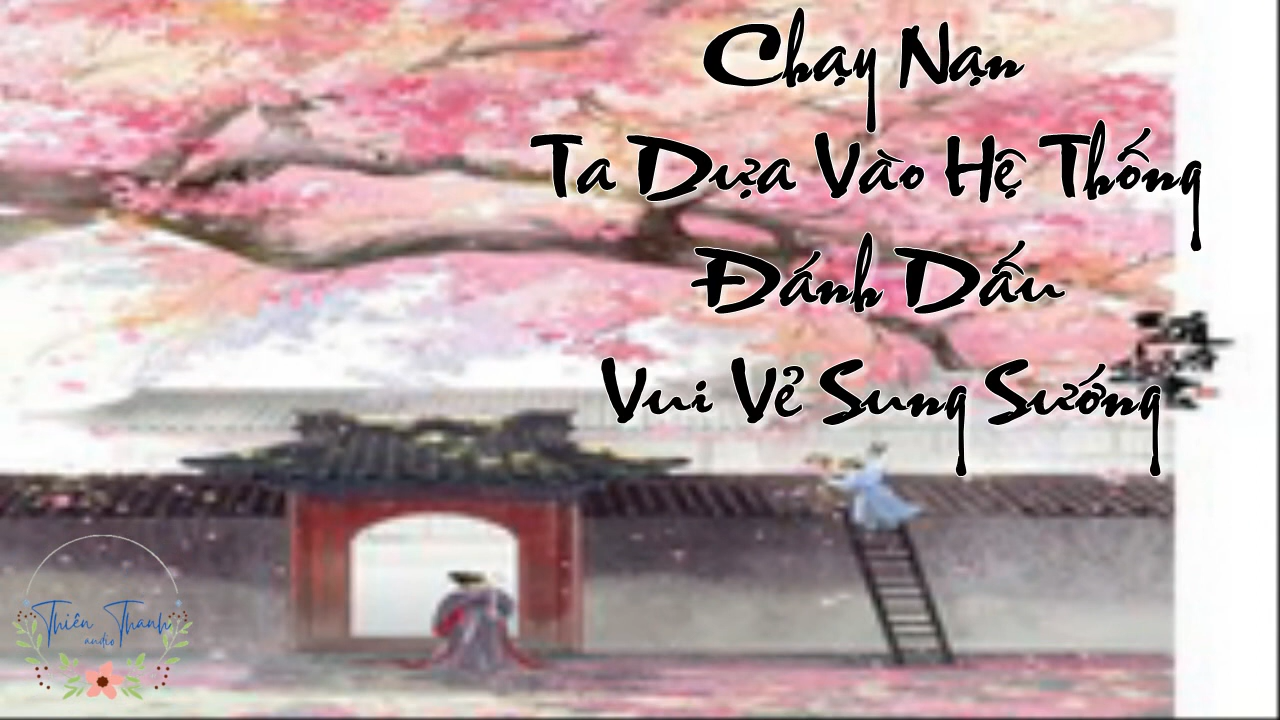 Chạy Nạn
Ta Dựa Vào Hệ Thống
Đánh Dấu
Vui Vẻ Sung Sướng
Thiên Thanh
audio